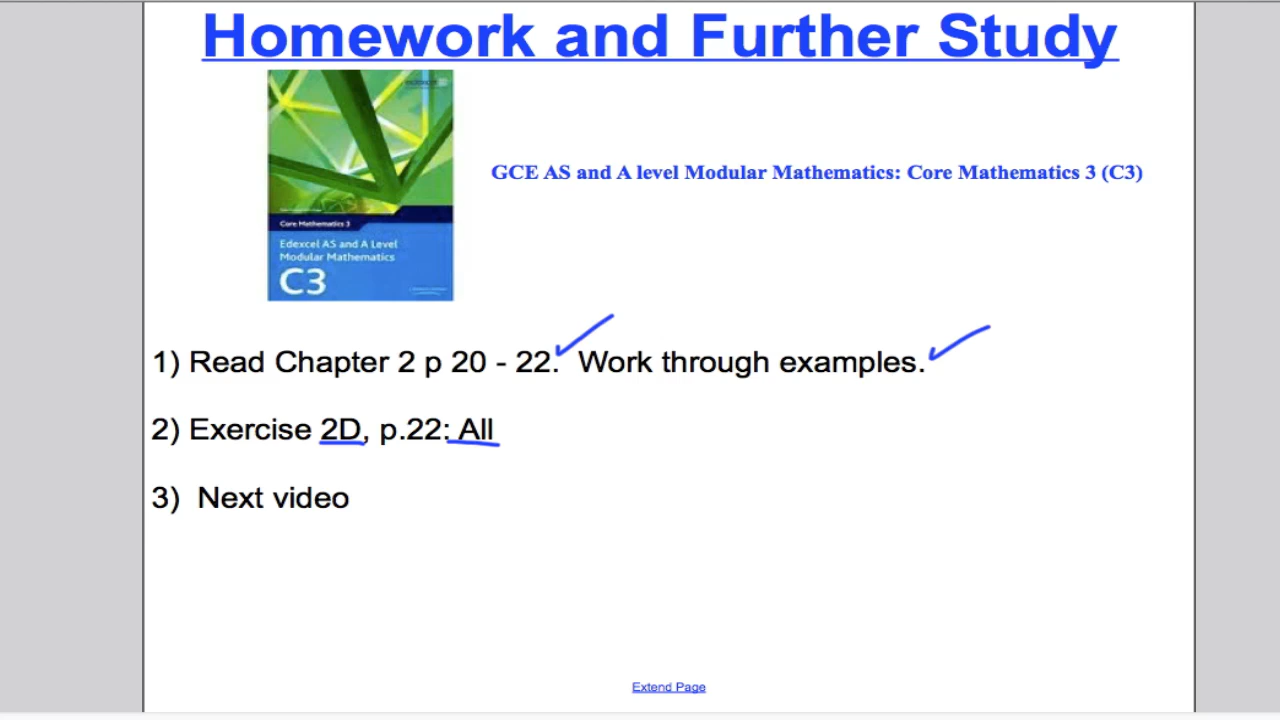 Homework and Further Study
GCE AS and A level Modular Mathematics: Core Mathematics 3 (C3)
Core Mathematics 3
Edexcel AS and A Level
Modular Mathematics
C3
1) Read Chapter 2 p 20 - 22. Work through examples.
2) Exercise 2D, p.22: All
3) Next video
Extend Page